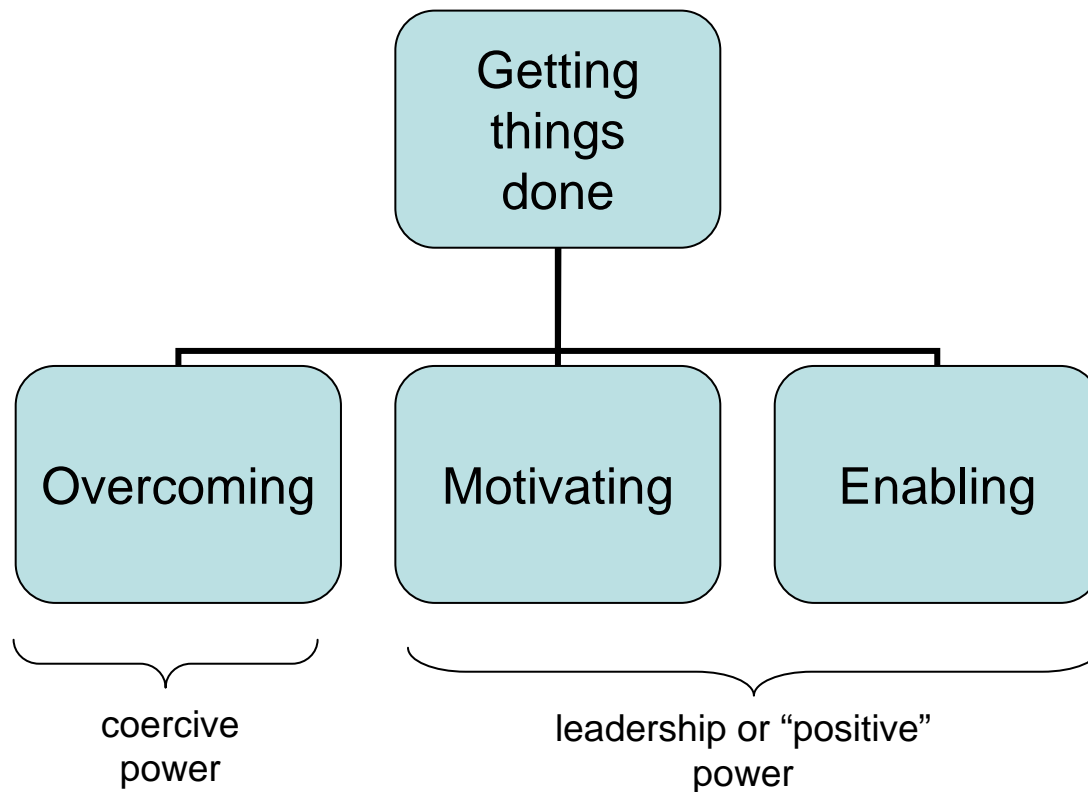 Getting
things
done
Overcoming
Motivating
Enabling
coercive
power
leadership or “positive”
power